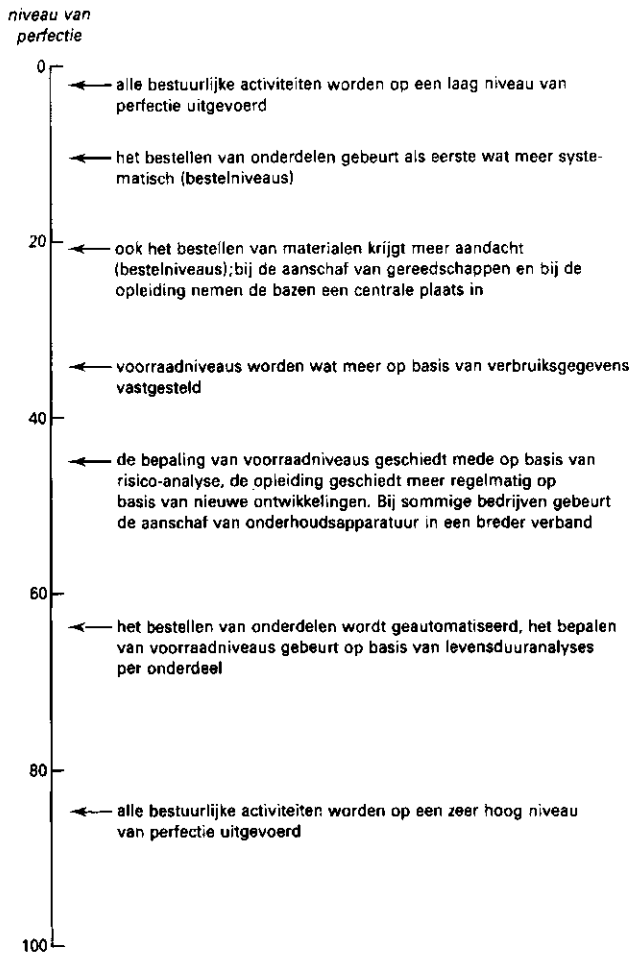 niveau van
perfectie
0
alle bestuurlijke activiteiten worden op een laag niveau van
perfectie uitgevoerd
het bestellen van onderdelen gebeurt als eerste wat meer syste-
matisch (bestelniveaus)
20
ook het bestellen van materialen krijgt meer aandacht
(bestelniveaus);bij de aanschaf van gereedschappen en bij de
opleiding nemen de bazen een centrale plaats in
voorraadniveaus worden wat meer op basis van verbruiksgegevens
vastgesteld
40
de bepaling van voorraadniveaus geschiedt mede op basis van
risico-analyse, de opleiding geschiedt meer regelmatig op
basis van nieuwe ontwikkelingen. Bij sommige bedrijven gebeurt
de aanschaf van onderhoudsapparatuur in een breder verband
60
het bestellen van onderdelen wordt geautomatiseerd, het bepalen
van voorraadniveaus gebeurt op basis van levensduuranalyses
per onderdeel
80
alle bestuurlijke activiteiten worden op een zeer hoog niveau
van perfectie uitgevoerd
100